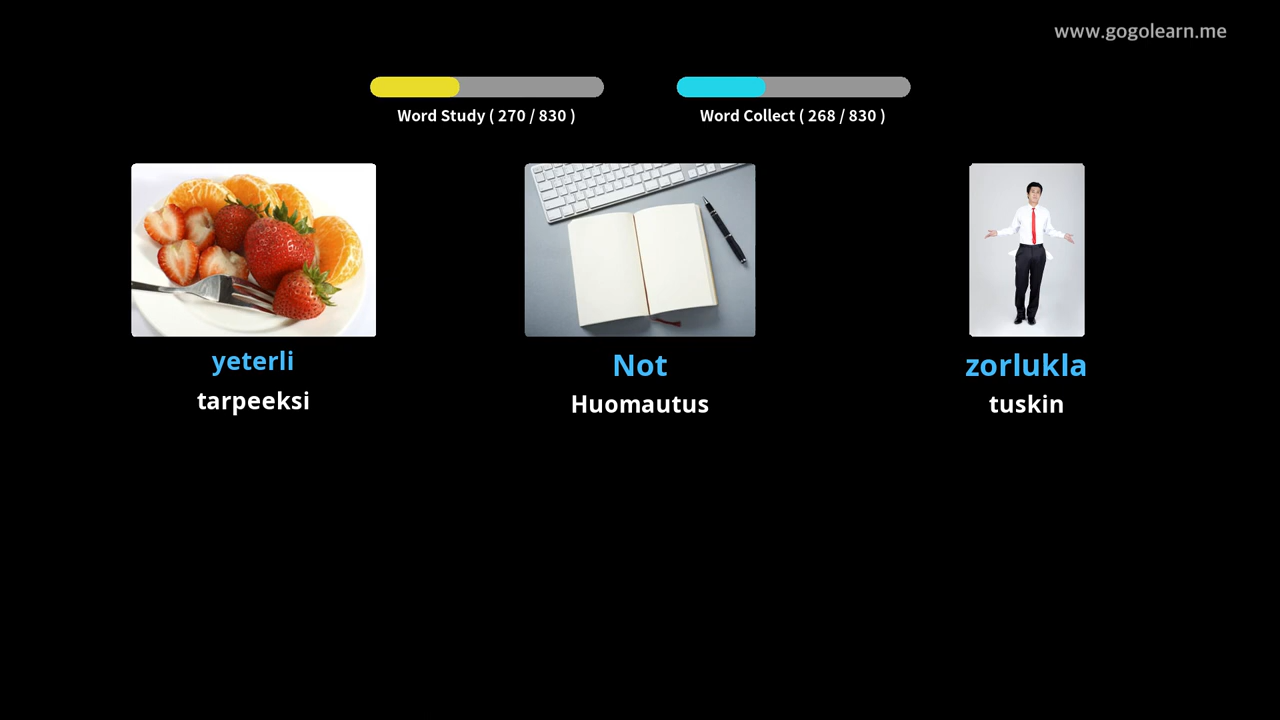 www.gogolearn.me
Word Study ( 270 / 830 )
Word Collect ( 268 / 830 )
yeterli
tarpeeksi
Not
Huomautus
zorlukla
tuskin